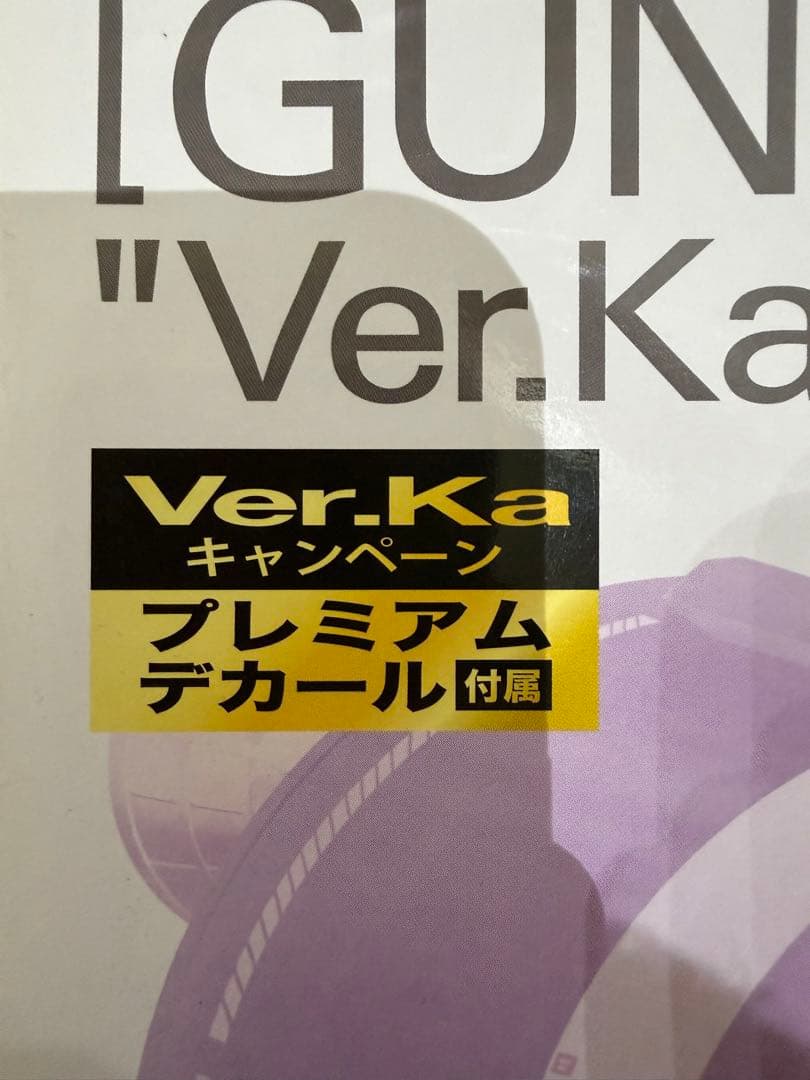 [GUN
"Ver.Ka
Ver.Ka
キャンペーン
プレミアム
デカール付属